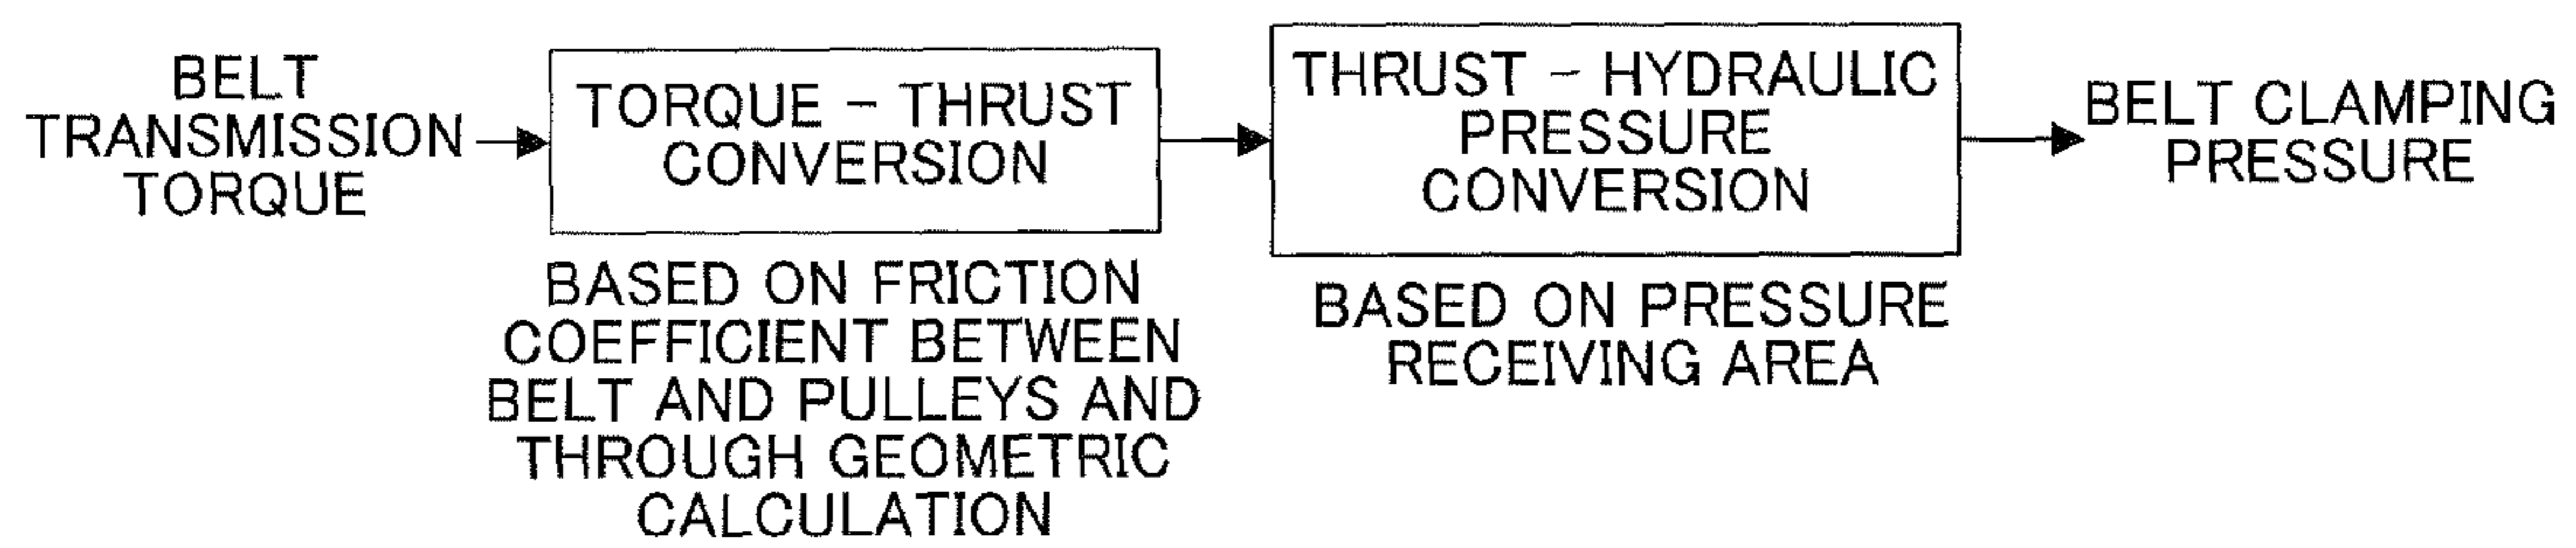 BELT
TRANSMISSION
TORQUE
TORQUE – THRUST
CONVERSION
BASED ON FRICTION
COEFFICIENT BETWEEN
BELT AND PULLEYS AND
THROUGH GEOMETRIC
CALCULATION
THRUST – HYDRAULIC
PRESSURE
CONVERSION
BASED ON PRESSURE
RECEIVING AREA
BELT CLAMPING
PRESSURE